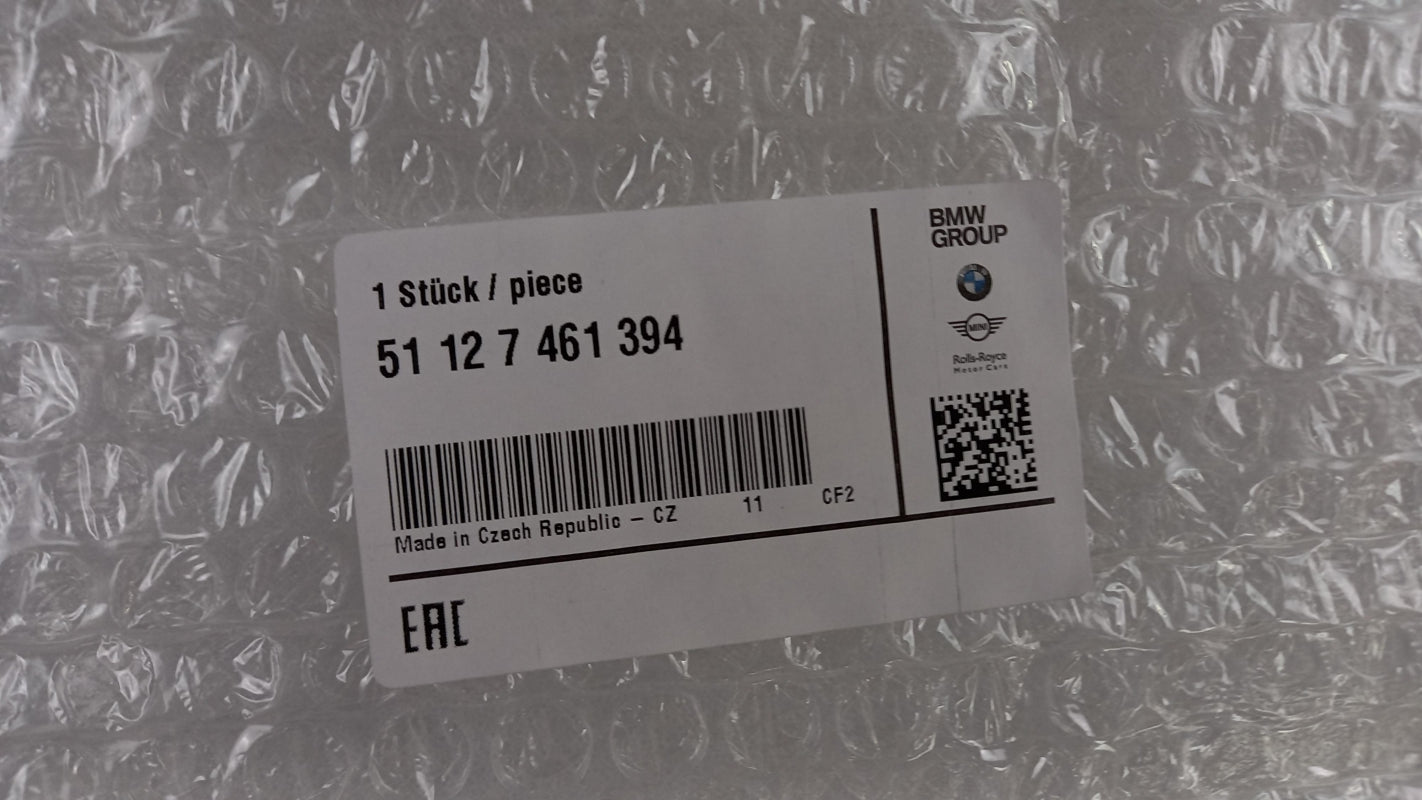 1 Stück / piece
51 12 7 461 394
Made in Czech Republic – CZ 11 CF2
EAC
BMW
GROUP
MINI
Rolls-Royce
Motor Cars